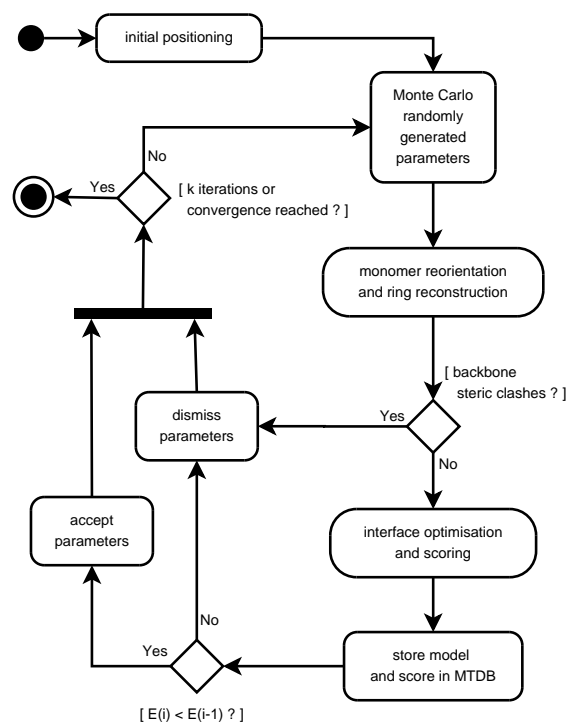 initial positioning
Monte Carlo
randomly
generated
parameters
No
Yes
[ k iterations or
convergence reached ? ]
monomer reorientation
and ring reconstruction
[ backbone
steric clashes ? ]
Yes
No
dismiss
parameters
accept
parameters
interface optimisation
and scoring
No
Yes
store model
and score in MTDB
[ E(i) < E(i-1) ? ]